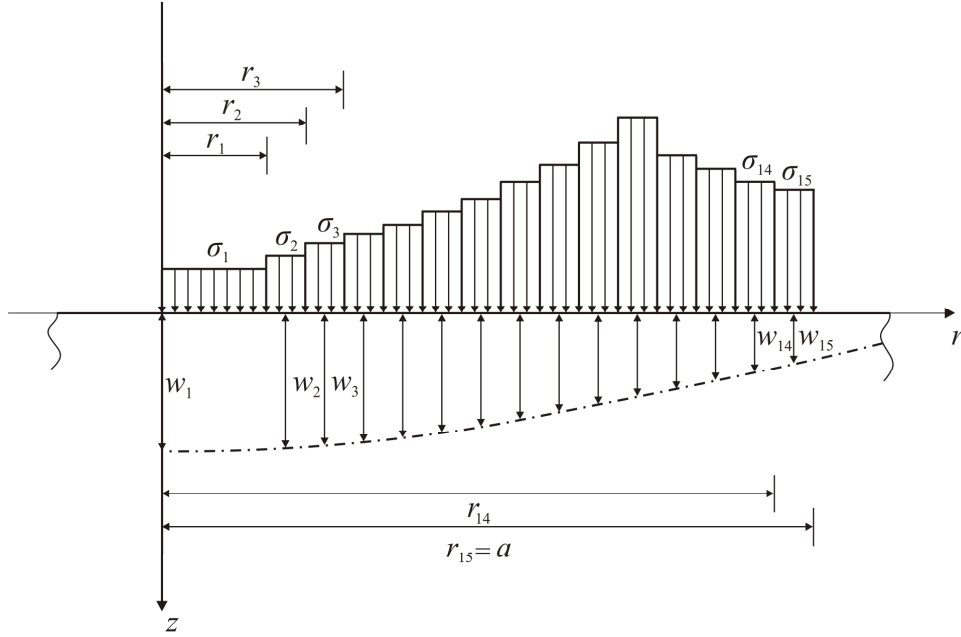 r₃
r₂
r₁
σ₁₄ σ₁₅
σ₁ σ₂ σ₃
r
w₁ w₂ w₃ w₁₄ w₁₅
r₁₄
r₁₅ = a
z